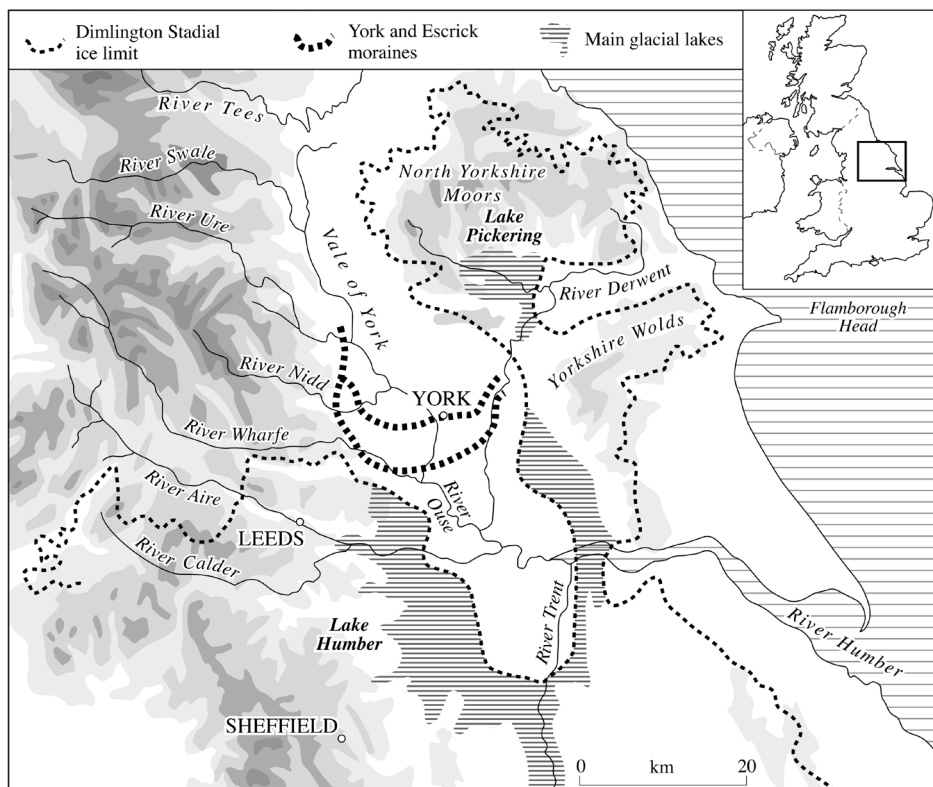 Dimlington Stadial
ice limit
York and Escrick
moraines
Main glacial lakes
River Tees
River Swale
River Ure
Vale of York
North Yorkshire
Moors
Lake
Pickering
River Derwent
Flamborough
Head
Yorkshire Wolds
River Nidd
YORK
River Wharfe
River Aire
River
Ouse
LEEDS
River Calder
River Trent
Lake
Humber
River Humber
SHEFFIELD
0 km 20